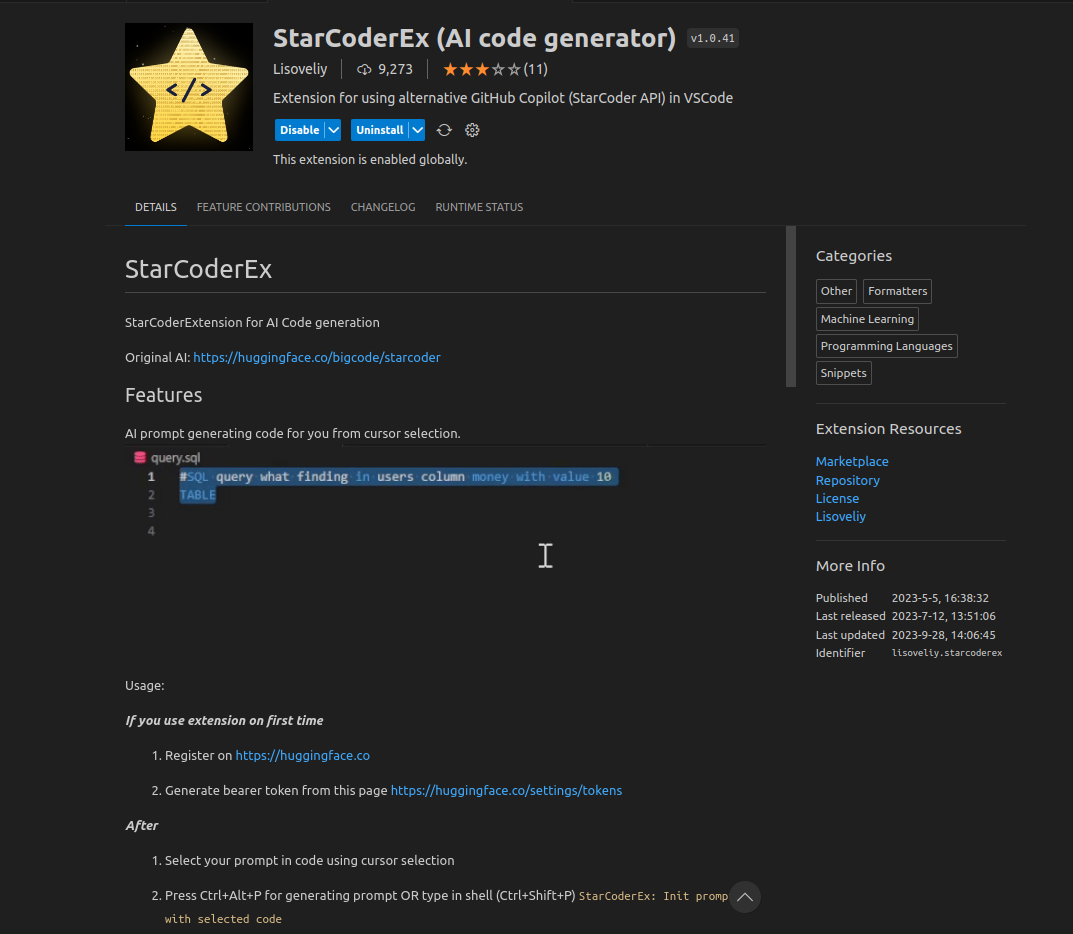 StarCoderEx (AI code generator) v1.0.41
Lisoveliy 9,273 (11)
Extension for using alternative GitHub Copilot (StarCoder API) in VSCode
Disable Uninstall
This extension is enabled globally.
DETAILS FEATURE CONTRIBUTIONS CHANGELOG RUNTIME STATUS
StarCoderEx
StarCoderExtension for AI Code generation
Original AI: https://huggingface.co/bigcode/starcoder
Features
AI prompt generating code for you from cursor selection.
query.sql
1 #SQL query what finding in users column money with value 10
2 TABLE
3
4
Usage:
If you use extension on first time
1. Register on https://huggingface.co
2. Generate bearer token from this page https://huggingface.co/settings/tokens
After
1. Select your prompt in code using cursor selection
2. Press Ctrl+Alt+P for generating prompt OR type in shell (Ctrl+Shift+P) StarCoderEx: Init promp
with selected code
Categories
Other Formatters
Machine Learning
Programming Languages
Snippets
Extension Resources
Marketplace
Repository
License
Lisoveliy
More Info
Published 2023-5-5, 16:38:32
Last released 2023-7-12, 13:51:06
Last updated 2023-9-28, 14:06:45
Identifier lisoveliy.starcoderex